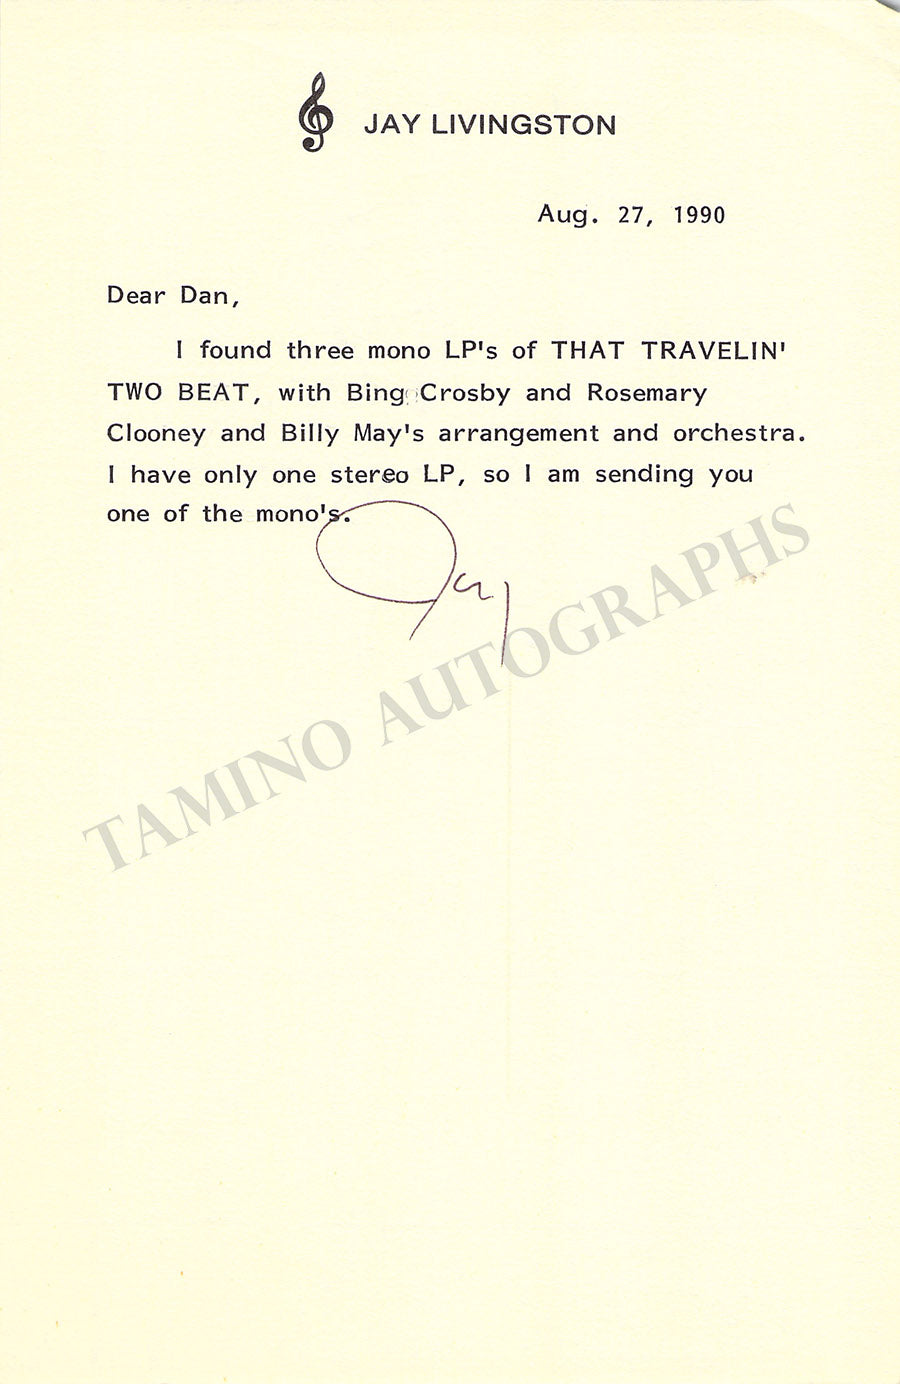 JAY LIVINGSTON
Aug. 27, 1990
Dear Dan,
I found three mono LP's of THAT TRAVELIN'
TWO BEAT, with Bing Crosby and Rosemary
Clooney and Billy May's arrangement and orchestra.
I have only one stereo LP, so I am sending you
one of the mono's.
Jay
TAMINO AUTOGRAPHS